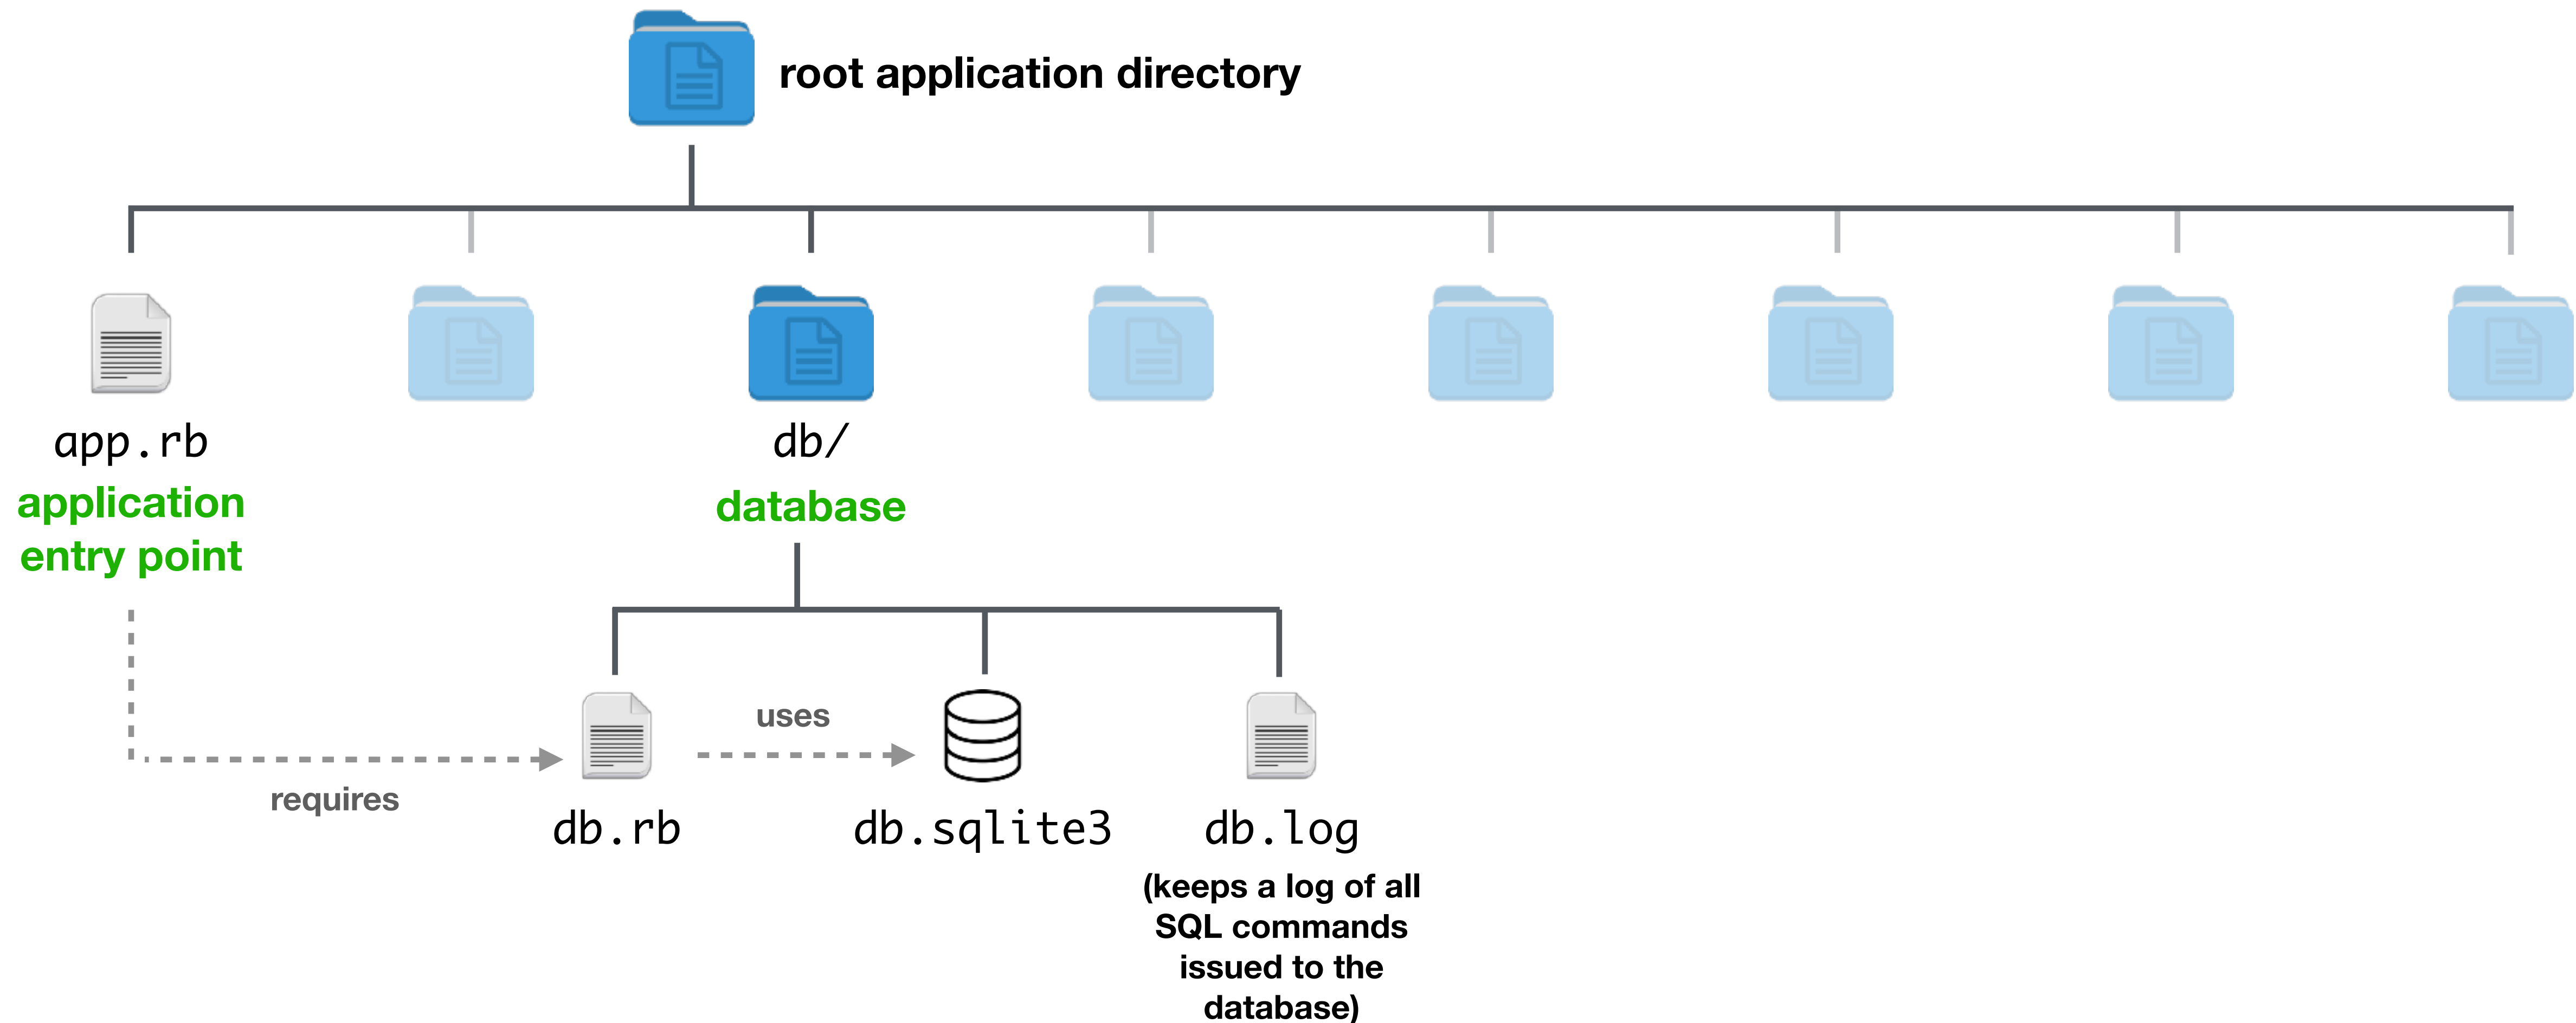 root application directory
app.rb
application
entry point
db/
database
requires
uses
db.rb
db.sqlite3
db.log
(keeps a log of all
SQL commands
issued to the
database)